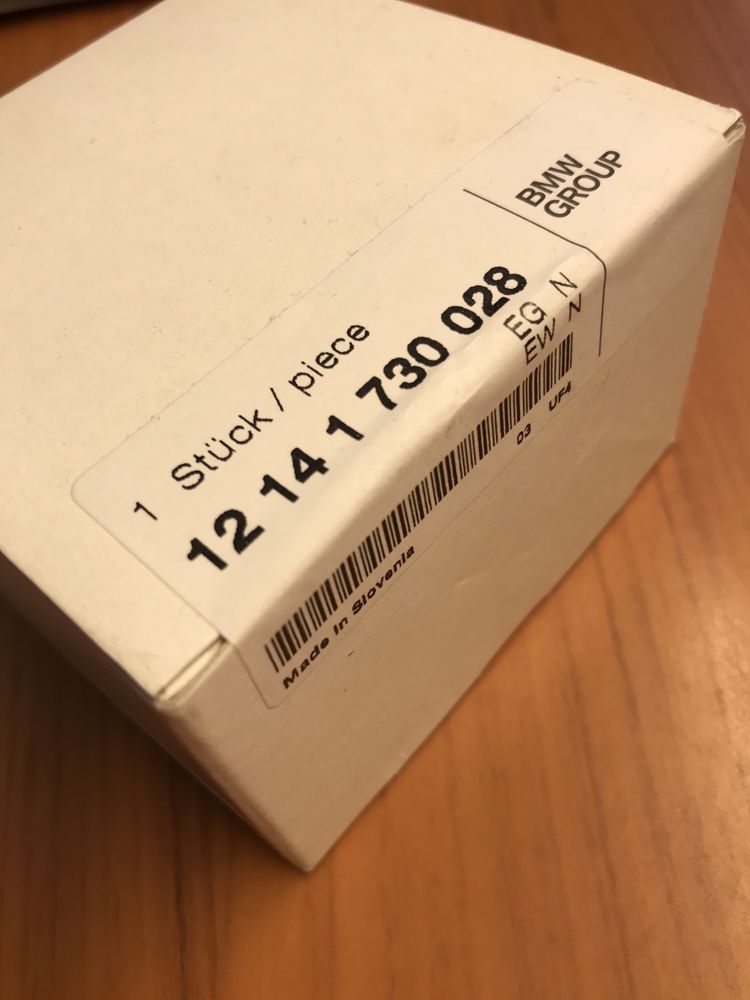 BMW
GROUP
1 Stück / piece
12 14 1 730 028
EG N
EW N
03 UF4
Made in Slovenia